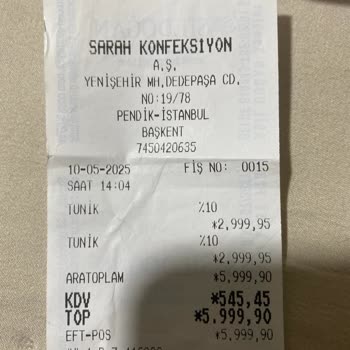 SARAH KONFEKSİYON
A.Ş.
YENİŞEHİR MH.DEDEPAŞA CD.
NO:19/78
PENDİK-İSTANBUL
BAŞKENT
7450420635
10-05-2025 FİŞ NO: 0015
SAAT 14:04
TUNİK %10
*2,999,95
TUNİK %10
*2,999.95
ARATOPLAM *5,999,90
KDV *545,45
TOP *5.999,90
EFT-POS *5,999,90